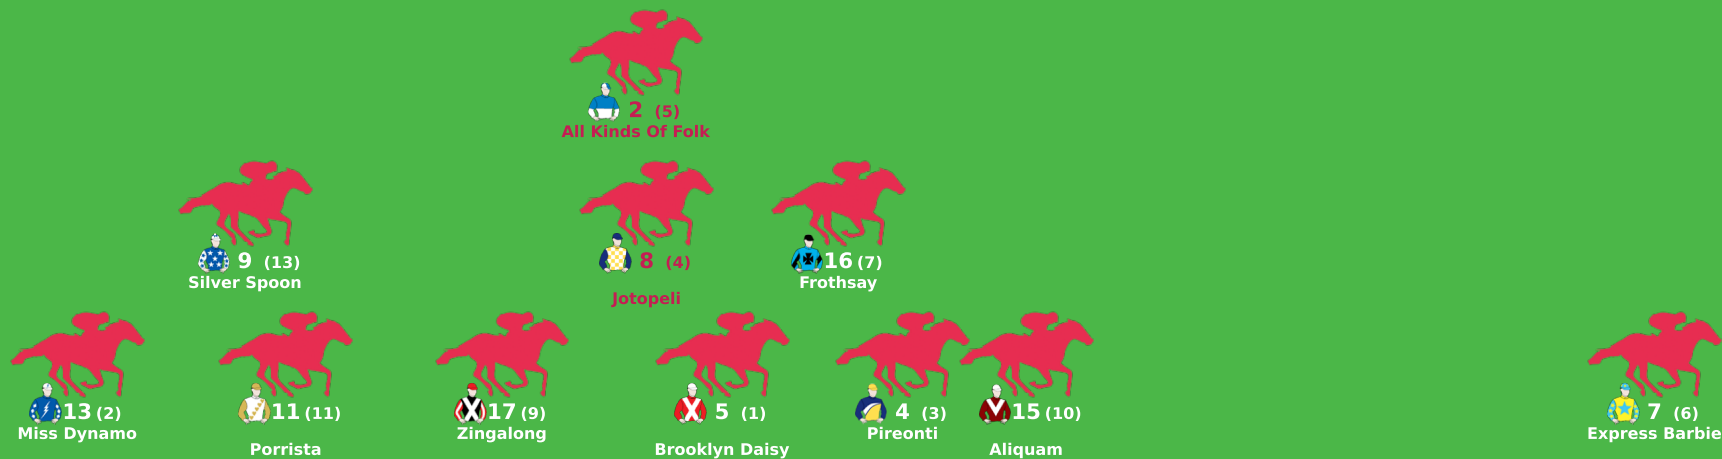 2 (5)
All Kinds Of Folk
9 (13)
8 (4)
16 (7)
Silver Spoon
Frothsay
Jotopeli
13 (2)
11 (11)
17 (9)
5 (1)
4 (3)
15 (10)
7 (6)
Miss Dynamo
Zingalong
Pireonti
Express Barbie
Porrista
Brooklyn Daisy
Aliquam